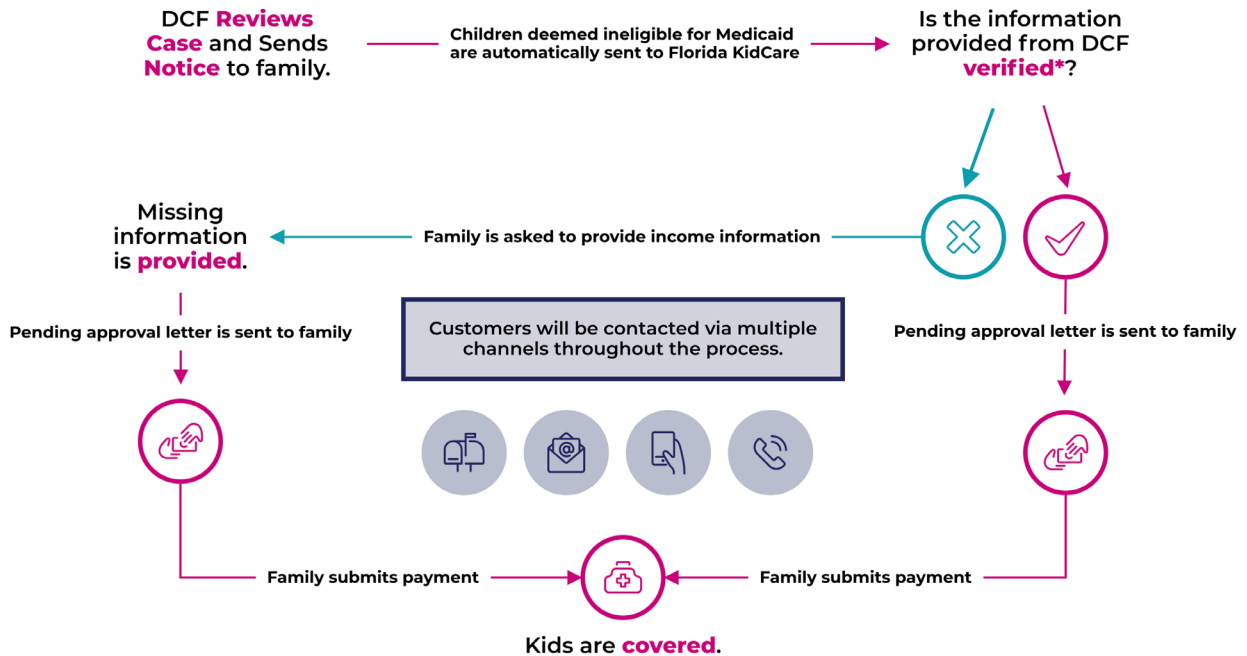 DCF Reviews
Case and Sends
Notice to family.
Children deemed ineligible for Medicaid
are automatically sent to Florida KidCare
Is the information
provided from DCF
verified*?
Missing
information
is provided.
Family is asked to provide income information
Pending approval letter is sent to family
Customers will be contacted via multiple
channels throughout the process.
Pending approval letter is sent to family
@
Family submits payment
Family submits payment
Kids are covered.